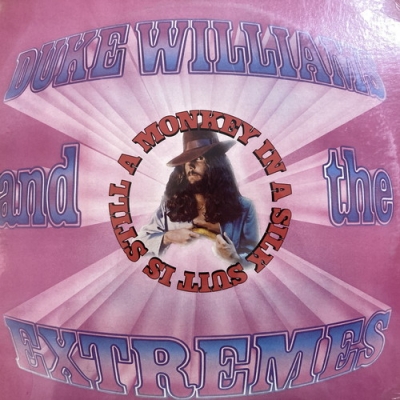 DUKE WILLIAMS
and the
EXTREMES
A MONKEY IN A SILK SUIT IS STILL